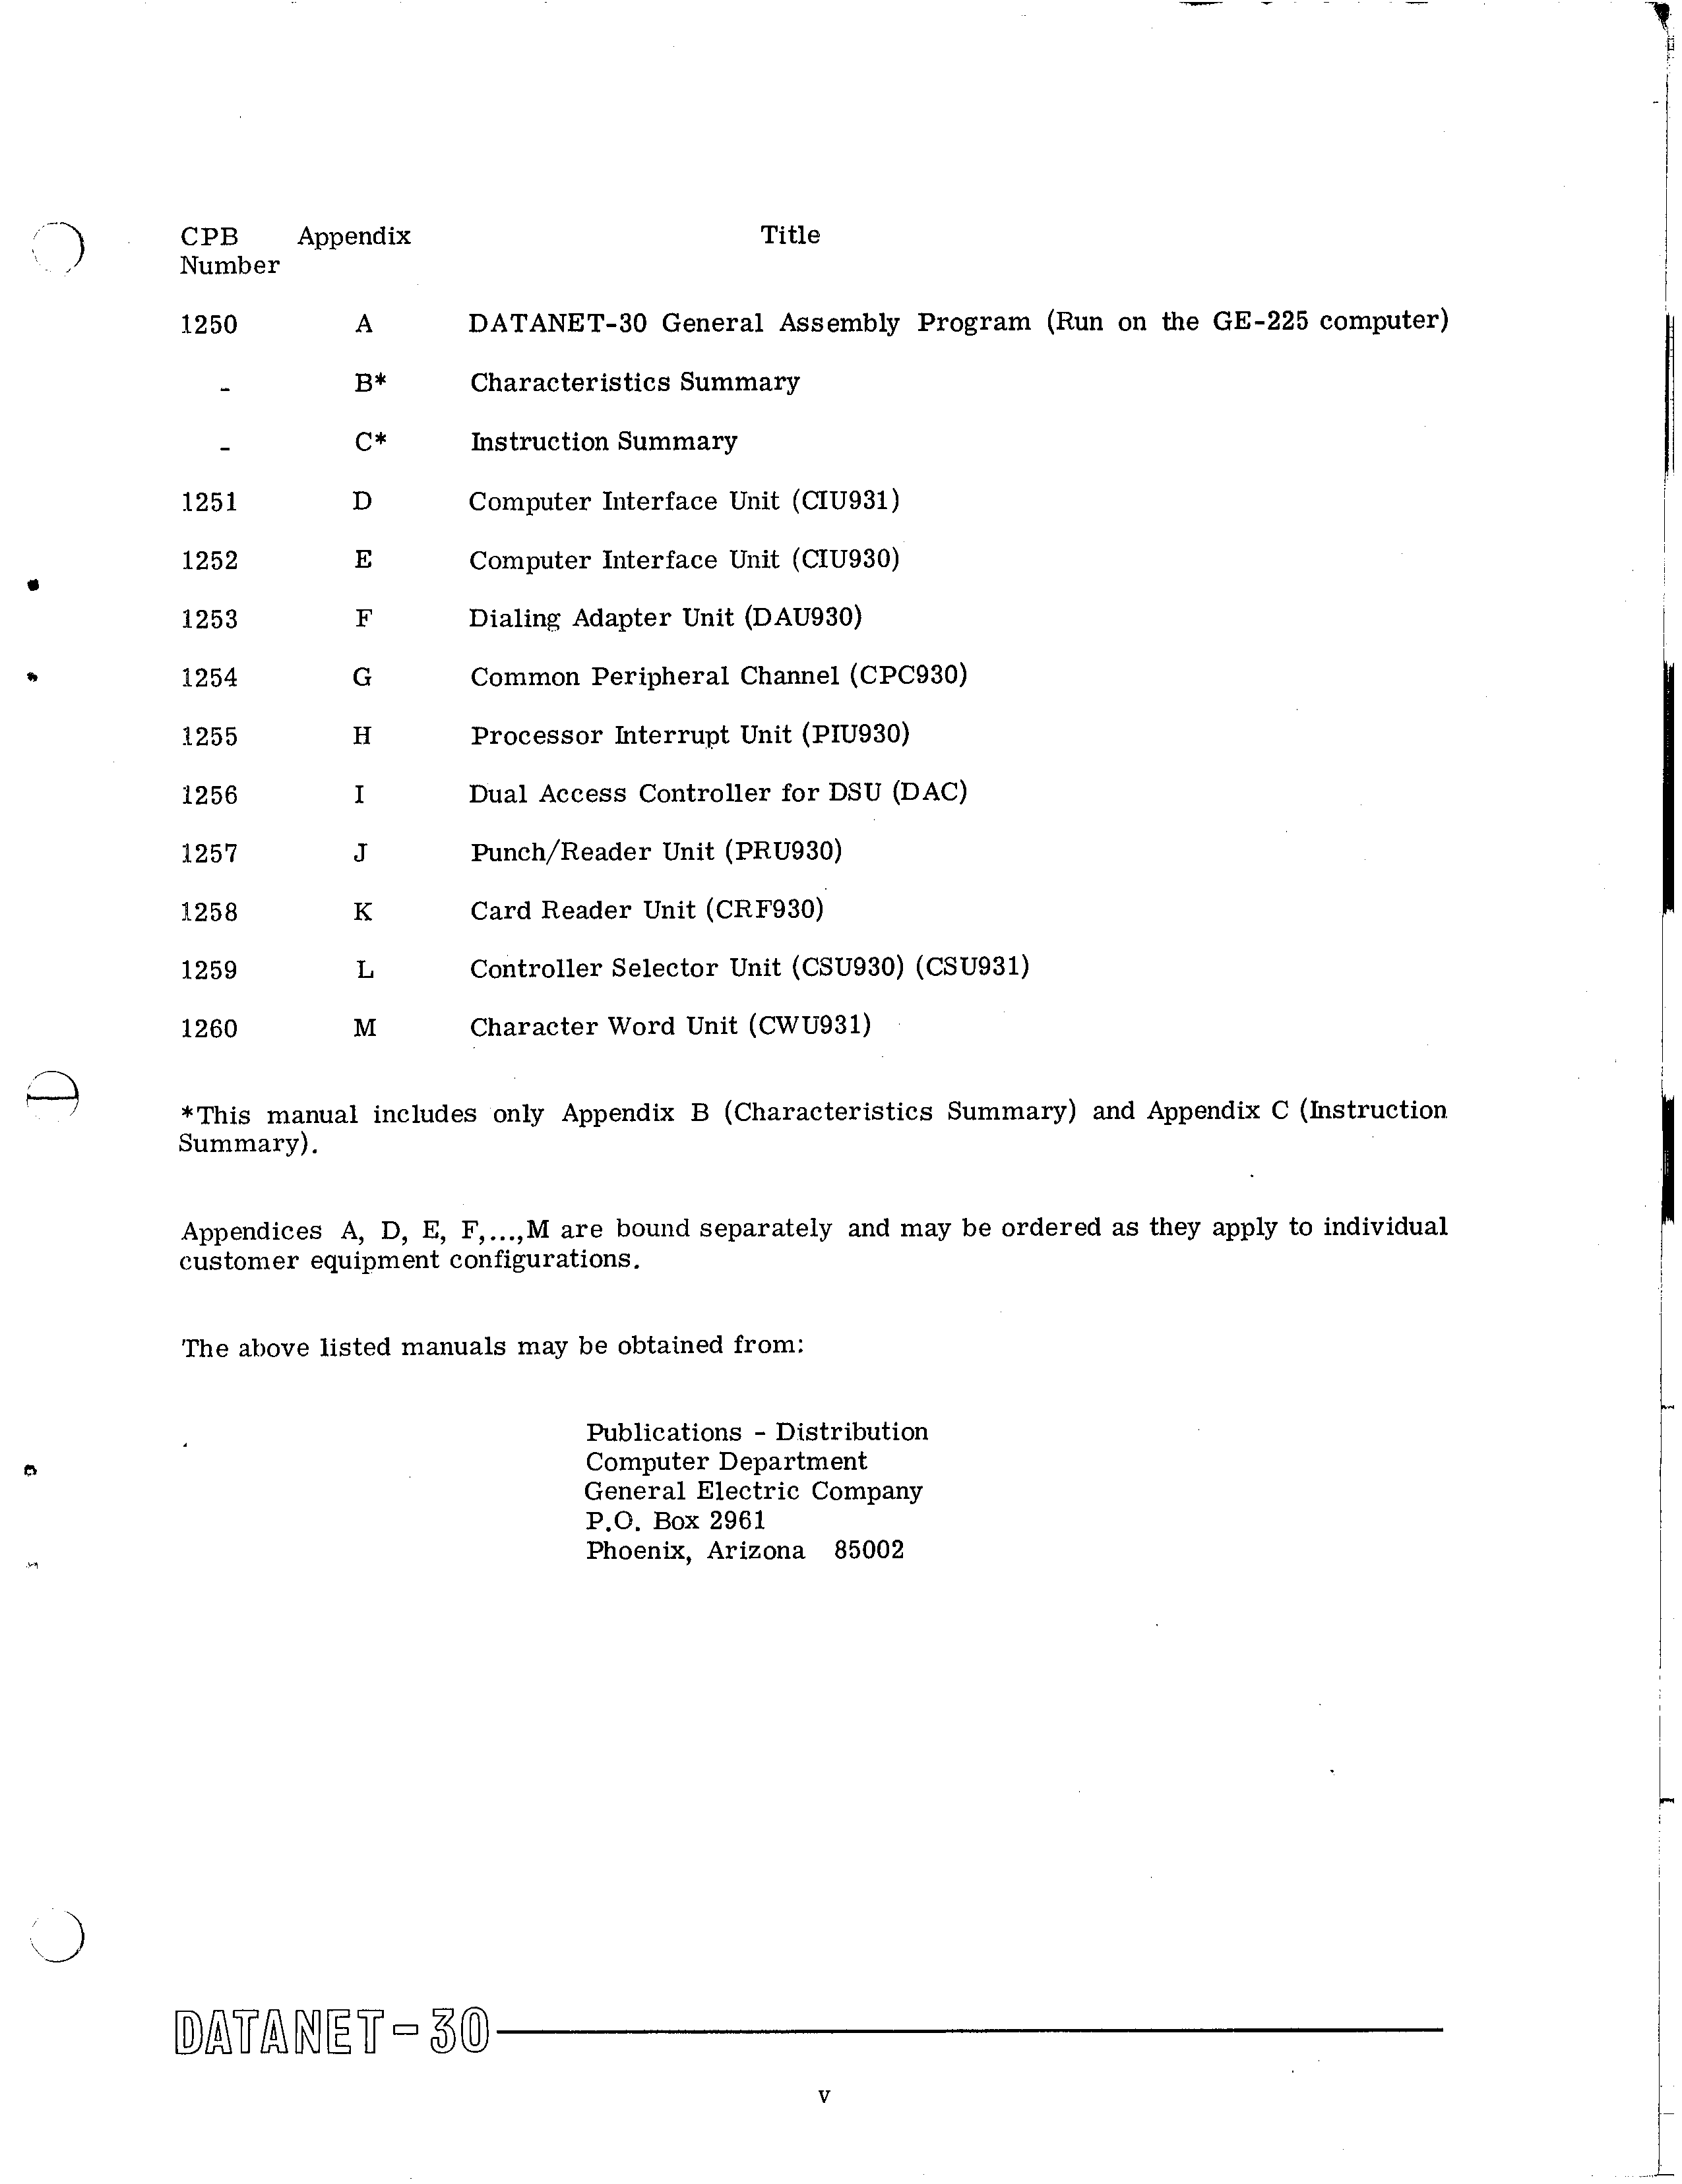 CPB Appendix Title
Number
1250 A DATANET-30 General Assembly Program (Run on the GE-225 computer)
- B* Characteristics Summary
- C* Instruction Summary
1251 D Computer Interface Unit (CIU931)
1252 E Computer Interface Unit (CIU930)
1253 F Dialing Adapter Unit (DAU930)
1254 G Common Peripheral Channel (CPC930)
1255 H Processor Interrupt Unit (PIU930)
1256 I Dual Access Controller for DSU (DAC)
1257 J Punch/Reader Unit (PRU930)
1258 K Card Reader Unit (CRF930)
1259 L Controller Selector Unit (CSU930) (CSU931)
1260 M Character Word Unit (CWU931)
*This manual includes only Appendix B (Characteristics Summary) and Appendix C (Instruction
Summary).
Appendices A, D, E, F,...,M are bound separately and may be ordered as they apply to individual
customer equipment configurations.
The above listed manuals may be obtained from:
Publications - Distribution
Computer Department
General Electric Company
P.O. Box 2961
Phoenix, Arizona 85002
DATANET-30
v